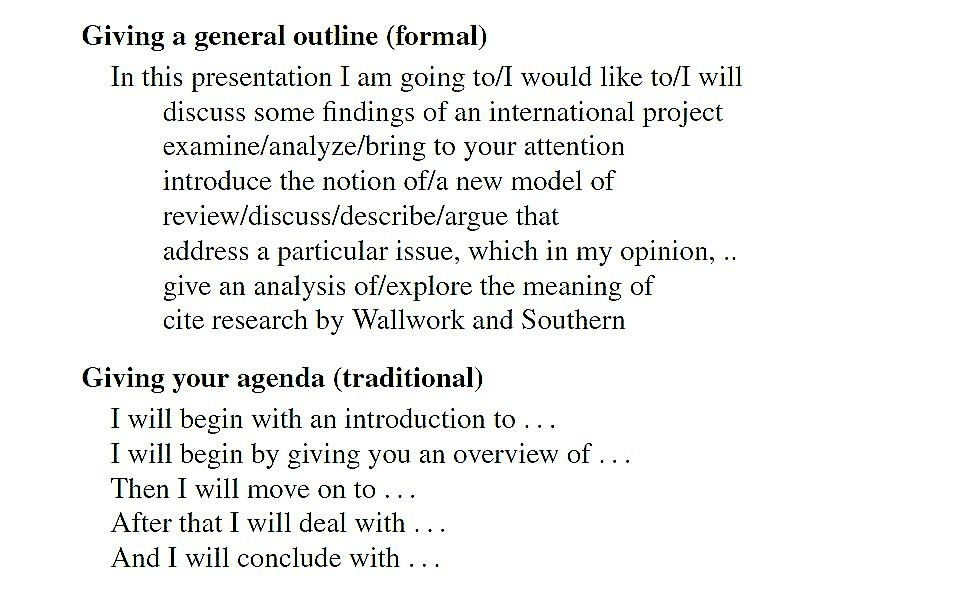 Giving a general outline (formal)
In this presentation I am going to/I would like to/I will
discuss some findings of an international project
examine/analyze/bring to your attention
introduce the notion of/a new model of
review/discuss/describe/argue that
address a particular issue, which in my opinion, ..
give an analysis of/explore the meaning of
cite research by Wallwork and Southern
Giving your agenda (traditional)
I will begin with an introduction to . . .
I will begin by giving you an overview of . . .
Then I will move on to . . .
After that I will deal with . . .
And I will conclude with . . .